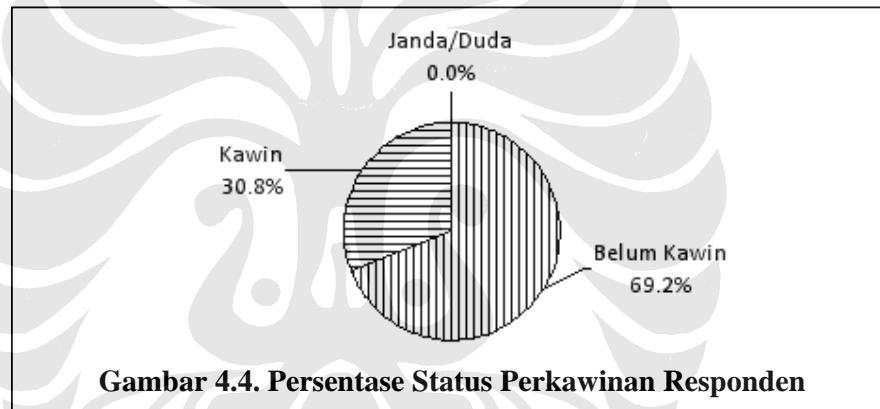 Janda/Duda
0.0%
Kawin
30.8%
Belum Kawin
69.2%
Gambar 4.4. Persentase Status Perkawinan Responden